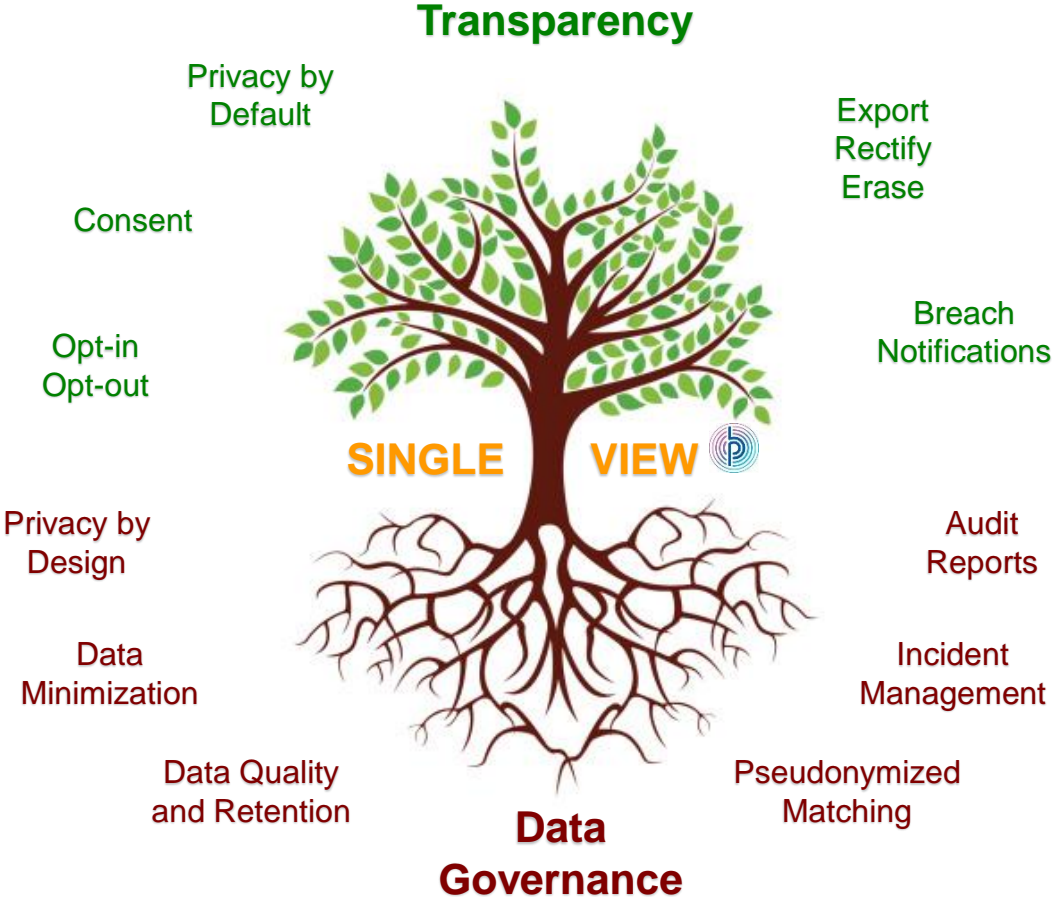 Transparency
Privacy by
Default
Export
Rectify
Erase
Consent
Opt-in
Opt-out
Breach
Notifications
SINGLE VIEW
Privacy by
Design
Audit
Reports
Data
Minimization
Incident
Management
Data Quality
and Retention
Pseudonymized
Matching
Data
Governance